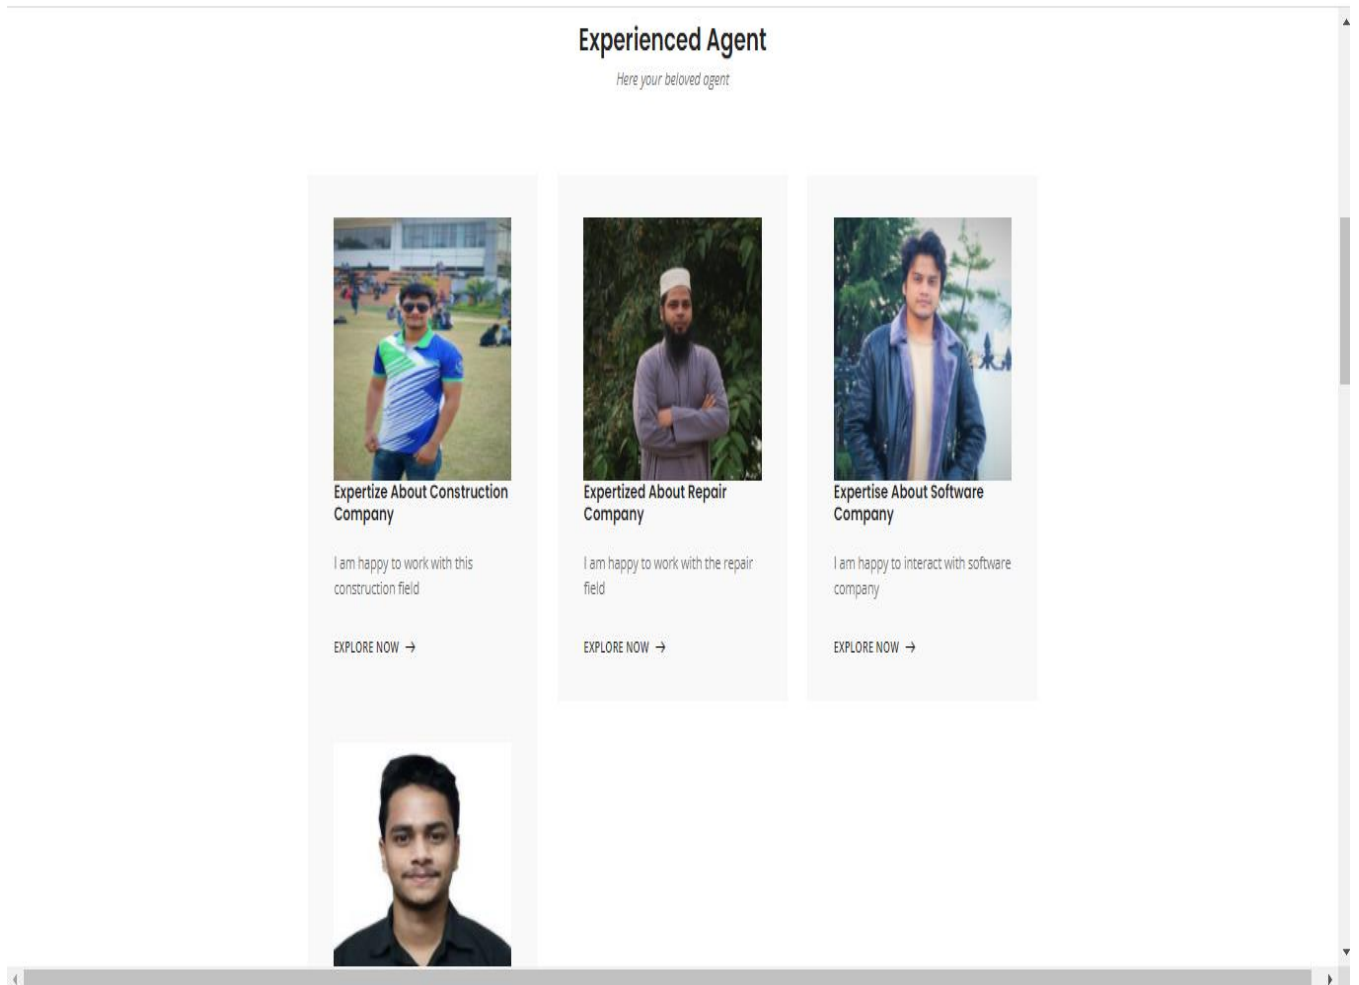 Experienced Agent
Here your beloved agent
Expertize About Construction
Company
I am happy to work with this
construction field
EXPLORE NOW →
Expertized About Repair
Company
I am happy to work with the repair
field
EXPLORE NOW →
Expertise About Software
Company
I am happy to interact with software
company
EXPLORE NOW →